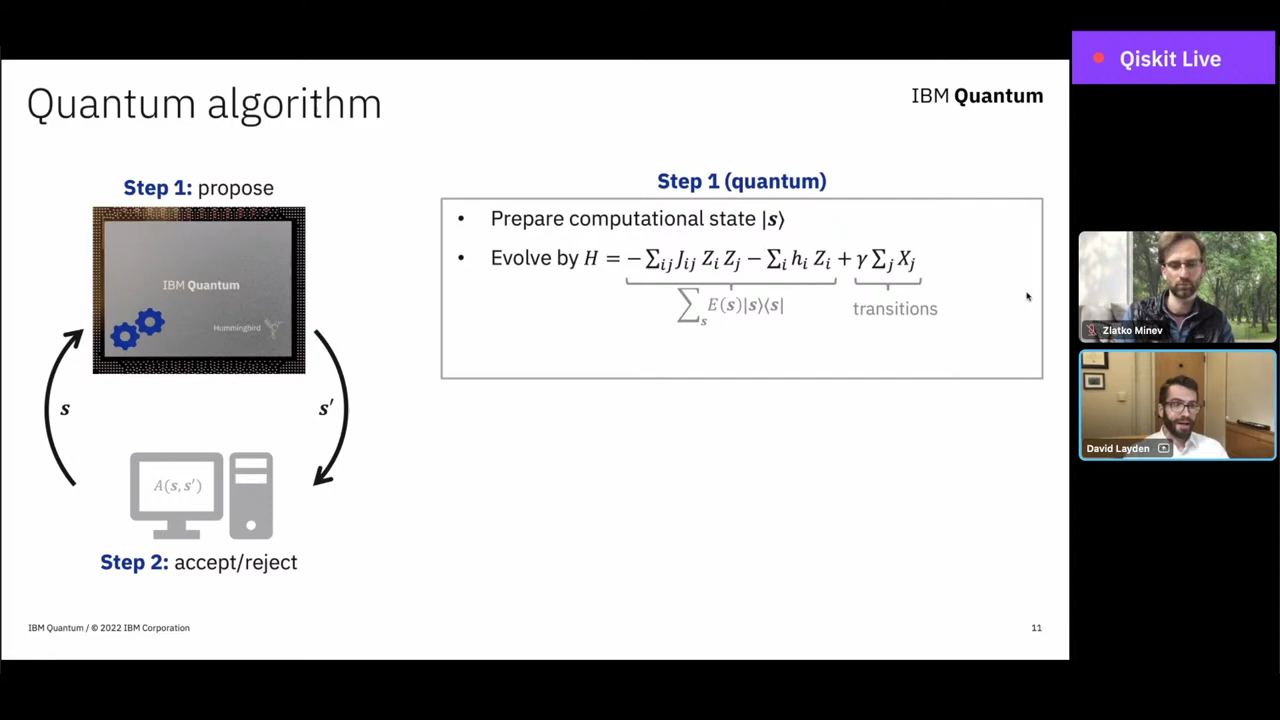 Qiskit Live
Quantum algorithm
IBM Quantum
Step 1: propose
IBM Quantum
Hummingbird
s
s′
A(s, s′)
Step 2: accept/reject
Step 1 (quantum)
• Prepare computational state |s⟩
• Evolve by H = − ∑ᵢⱼ Jᵢⱼ Zᵢ Zⱼ − ∑ᵢ hᵢ Zᵢ + γ ∑ⱼ Xⱼ
∑ₛ E(s)|s⟩⟨s|
transitions
Zlatko Minev
David Layden
IBM Quantum / © 2022 IBM Corporation
11